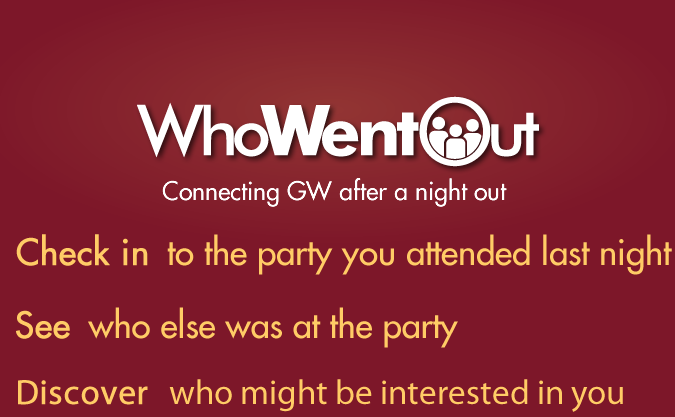 WhoWentOut
Connecting GW after a night out
Check in to the party you attended last night
See who else was at the party
Discover who might be interested in you